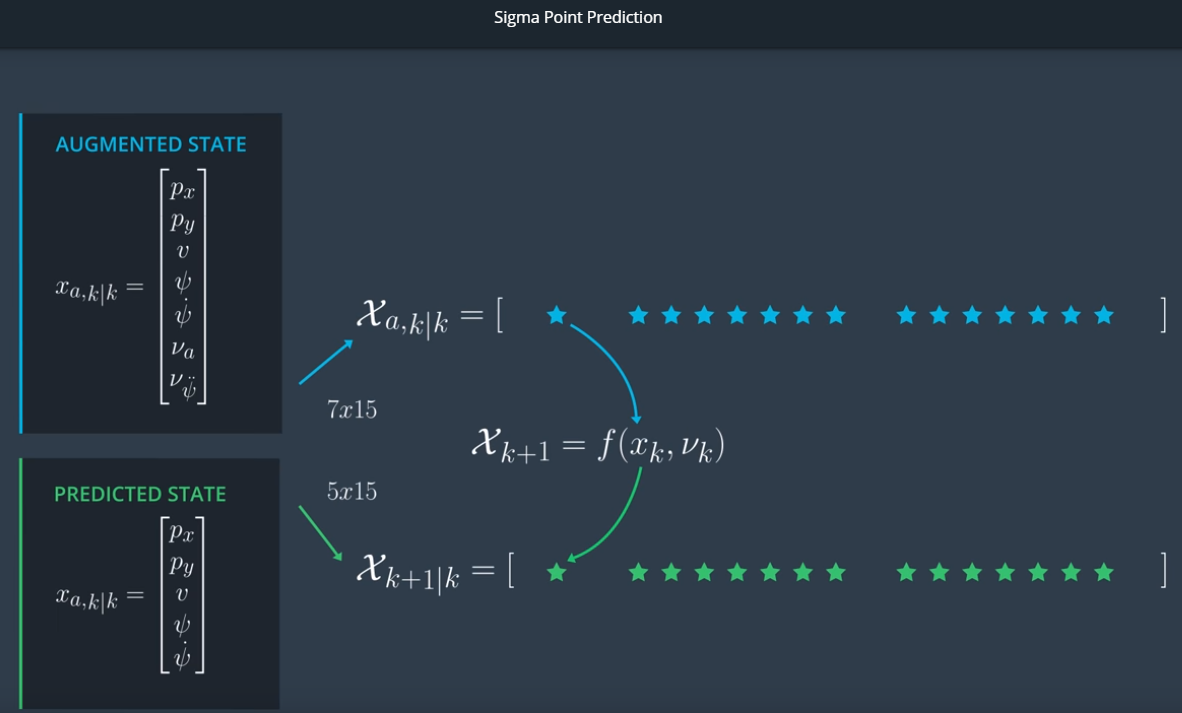 Sigma Point Prediction
AUGMENTED STATE
x_{a,k|k} = [p_x p_y v ψ ψ̇ ν_a ν_ψ̈]
𝒳_{a,k|k} = [ ★ ★★★★★★★ ★★★★★★★ ]
7x15
𝒳_{k+1} = f(x_k, ν_k)
PREDICTED STATE
5x15
x_{a,k|k} = [p_x p_y v ψ ψ̇]
𝒳_{k+1|k} = [ ★ ★★★★★★★ ★★★★★★★ ]